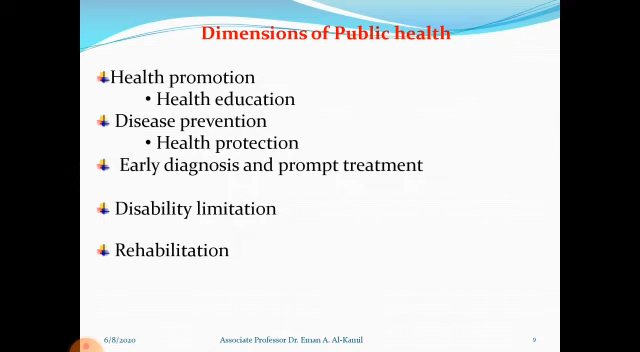 Dimensions of Public health
Health promotion
• Health education
Disease prevention
• Health protection
Early diagnosis and prompt treatment
Disability limitation
Rehabilitation
6/8/2020 Associate Professor Dr. Eman A. Al-Kamil 9